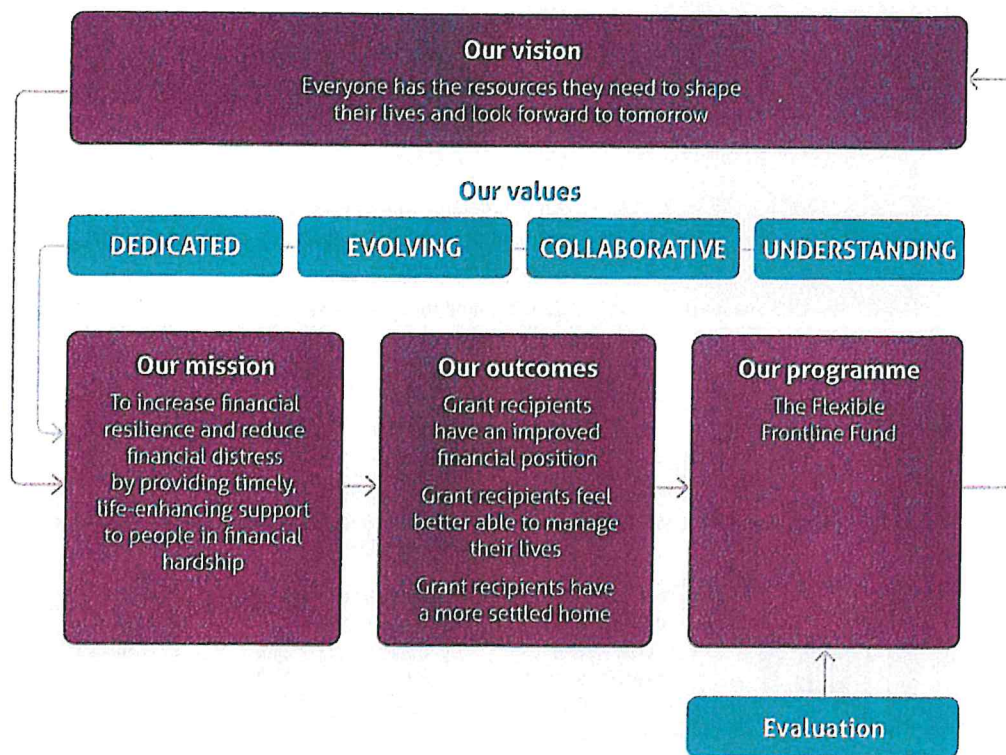 Our vision
Everyone has the resources they need to shape
their lives and look forward to tomorrow
Our values
DEDICATED
EVOLVING
COLLABORATIVE
UNDERSTANDING
Our mission
To increase financial
resilience and reduce
financial distress
by providing timely,
life-enhancing support
to people in financial
hardship
Our outcomes
Grant recipients
have an improved
financial position
Grant recipients feel
better able to manage
their lives
Grant recipients have
a more settled home
Our programme
The Flexible
Frontline Fund
Evaluation